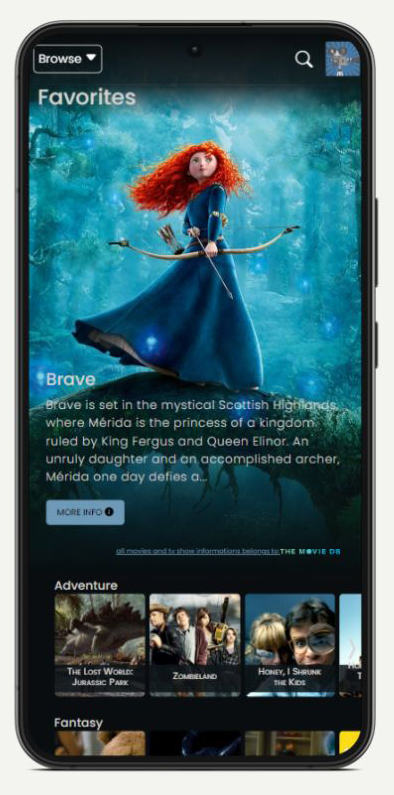 Browse
Favorites
Brave
Brave is set in the mystical Scottish Highlands,
where Mérida is the princess of a kingdom
ruled by King Fergus and Queen Elinor. An
unruly daughter and an accomplished archer,
Mérida one day defies a...
MORE INFO
all movies and tv show informations belongs to THE MOVIE DB
Adventure
The Lost World:
Jurassic Park
Zombieland
Honey, I Shrunk
the Kids
Fantasy